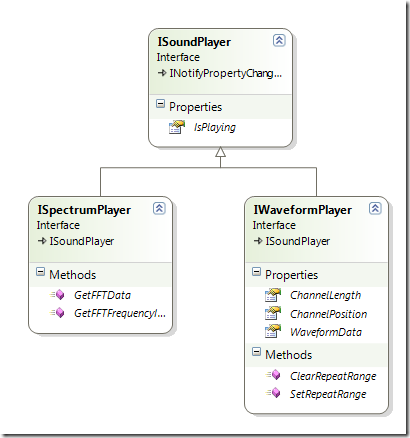 ISoundPlayer
Interface
INotifyPropertyChang...
Properties
IsPlaying
ISpectrumPlayer
Interface
ISoundPlayer
Methods
GetFFTData
GetFFTFrequencyI...
IWaveformPlayer
Interface
ISoundPlayer
Properties
ChannelLength
ChannelPosition
WaveformData
Methods
ClearRepeatRange
SetRepeatRange